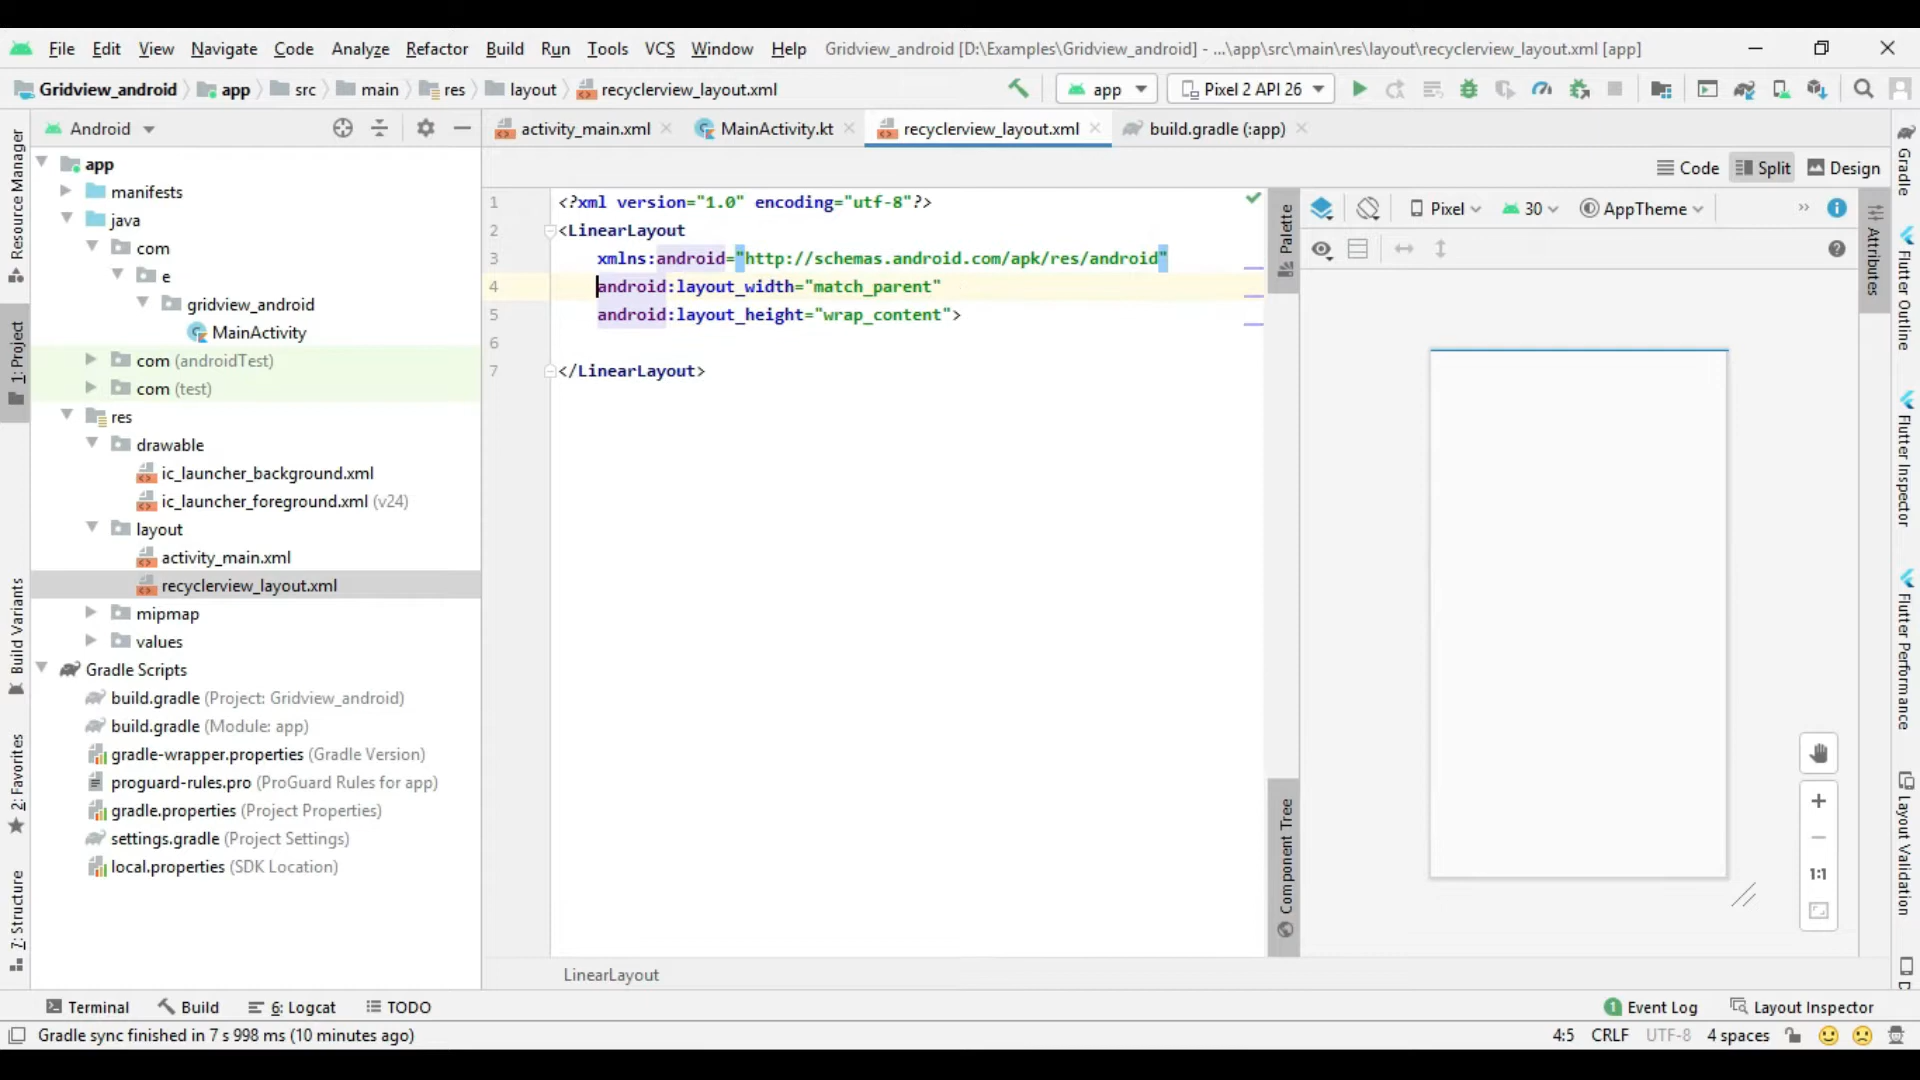 File Edit View Navigate Code Analyze Refactor Build Run Tools VCS Window Help Gridview_android [D:\Examples\Gridview_android] - ...\app\src\main\res\layout\recyclerview_layout.xml [app]
Gridview_android app src main res layout recyclerview_layout.xml app Pixel 2 API 26
Android activity_main.xml MainActivity.kt recyclerview_layout.xml build.gradle (:app)
Code Split Design
Pixel 30 AppTheme
app
manifests
java
com
e
gridview_android
MainActivity
com (androidTest)
com (test)
res
drawable
ic_launcher_background.xml
ic_launcher_foreground.xml (v24)
layout
activity_main.xml
recyclerview_layout.xml
mipmap
values
Gradle Scripts
build.gradle (Project: Gridview_android)
build.gradle (Module: app)
gradle-wrapper.properties (Gradle Version)
proguard-rules.pro (ProGuard Rules for app)
gradle.properties (Project Properties)
settings.gradle (Project Settings)
local.properties (SDK Location)
1 <?xml version="1.0" encoding="utf-8"?>
2 <LinearLayout
3 xmlns:android="http://schemas.android.com/apk/res/android"
4 android:layout_width="match_parent"
5 android:layout_height="wrap_content">
6
7 </LinearLayout>
LinearLayout
Resource Manager
1: Project
Build Variants
2: Favorites
7: Structure
Palette
Component Tree
Attributes
1:1
Gradle
Flutter Outline
Flutter Inspector
Flutter Performance
Layout Validation
Terminal Build 6: Logcat TODO 1 Event Log Layout Inspector
Gradle sync finished in 7 s 998 ms (10 minutes ago) 4:5 CRLF UTF-8 4 spaces